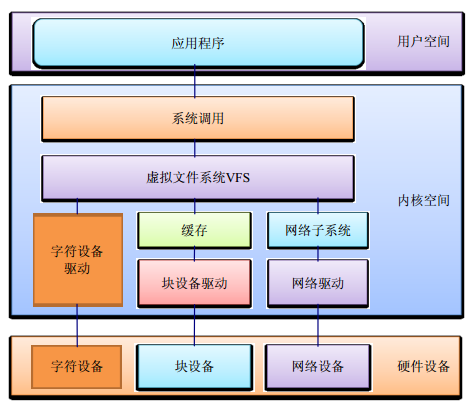 应用程序
用户空间
系统调用
虚拟文件系统VFS
内核空间
字符设备
驱动
缓存
网络子系统
块设备驱动
网络驱动
字符设备
块设备
网络设备
硬件设备